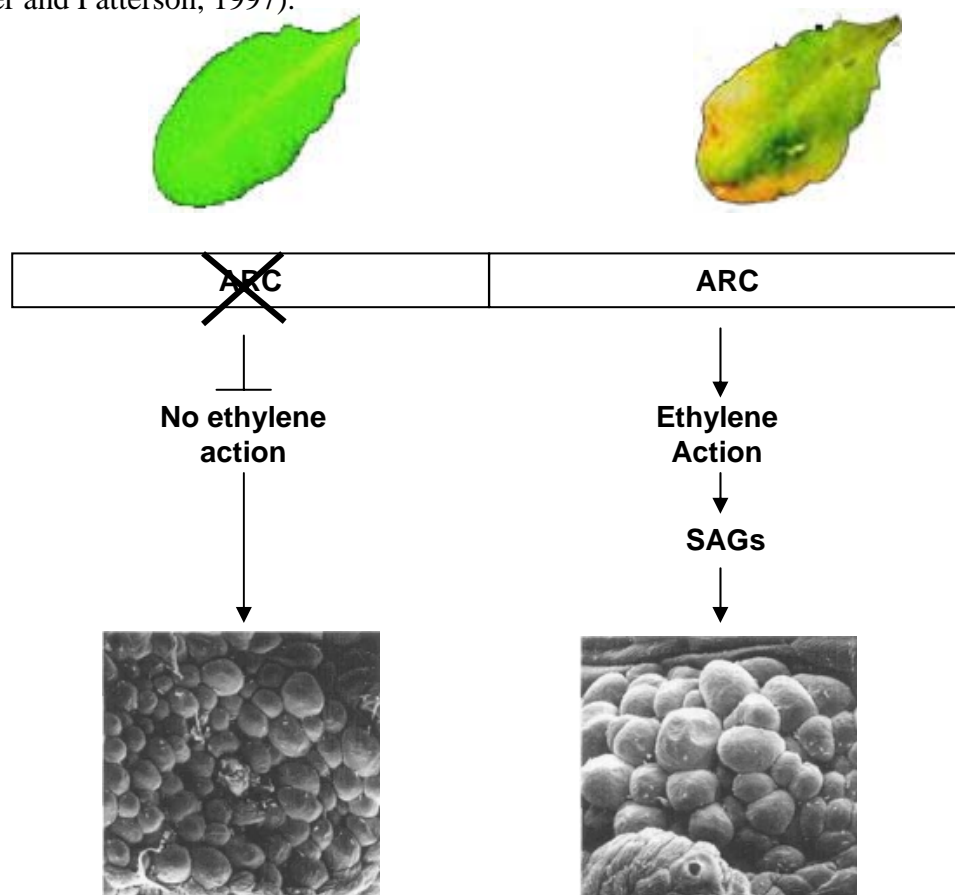 er and Patterson, 1997).
ARC ARC
No ethylene action
Ethylene Action
SAGs